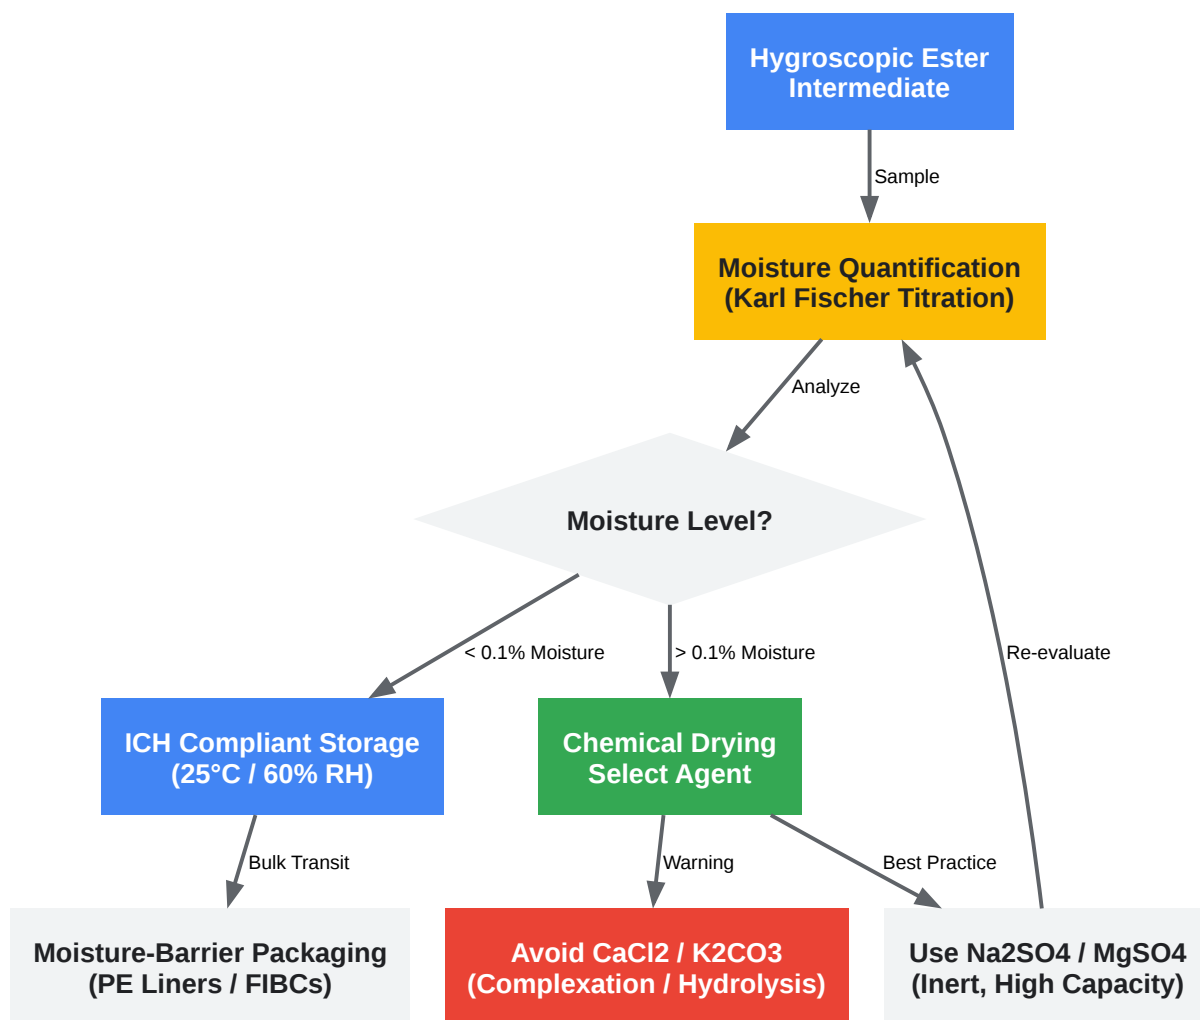 Hygroscopic Ester
Intermediate
Sample
Moisture Quantification
(Karl Fischer Titration)
Analyze
Moisture Level?
< 0.1% Moisture
> 0.1% Moisture
Re-evaluate
ICH Compliant Storage
(25°C / 60% RH)
Chemical Drying
Select Agent
Bulk Transit
Warning
Best Practice
Moisture-Barrier Packaging
(PE Liners / FIBCs)
Avoid CaCl2 / K2CO3
(Complexation / Hydrolysis)
Use Na2SO4 / MgSO4
(Inert, High Capacity)